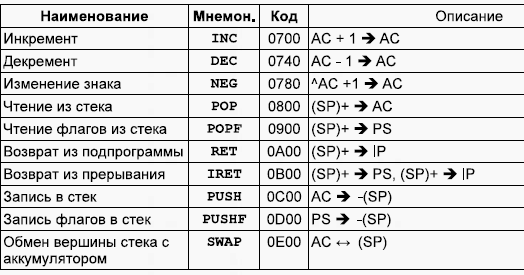 Наименование Мнемон. Код Описание
Инкремент INC 0700 AC + 1 ➔ AC
Декремент DEC 0740 AC - 1 ➔ AC
Изменение знака NEG 0780 ^AC +1 ➔ AC
Чтение из стека POP 0800 (SP)+ ➔ AC
Чтение флагов из стека POPF 0900 (SP)+ ➔ PS
Возврат из подпрограммы RET 0A00 (SP)+ ➔ IP
Возврат из прерывания IRET 0B00 (SP)+ ➔ PS, (SP)+ ➔ IP
Запись в стек PUSH 0C00 AC ➔ -(SP)
Запись флагов в стек PUSHF 0D00 PS ➔ -(SP)
Обмен вершины стека с SWAP 0E00 AC ↔ (SP)
аккумулятором